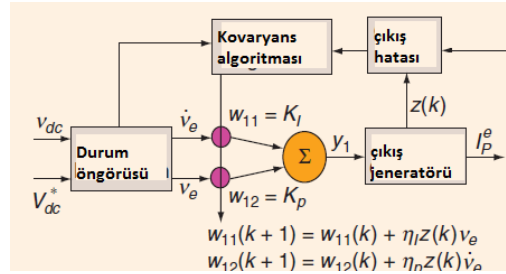 Kovaryans
algoritması
çıkış
hatası
v_dc
V_dc*
Durum
öngörüsü
v̇_e
v_e
w_11 = K_I
w_12 = K_p
Σ
y_1
z(k)
çıkış
jeneratörü
I_P^e
w_11(k + 1) = w_11(k) + η_I z(k) v_e
w_12(k + 1) = w_12(k) + η_p z(k) v̇_e